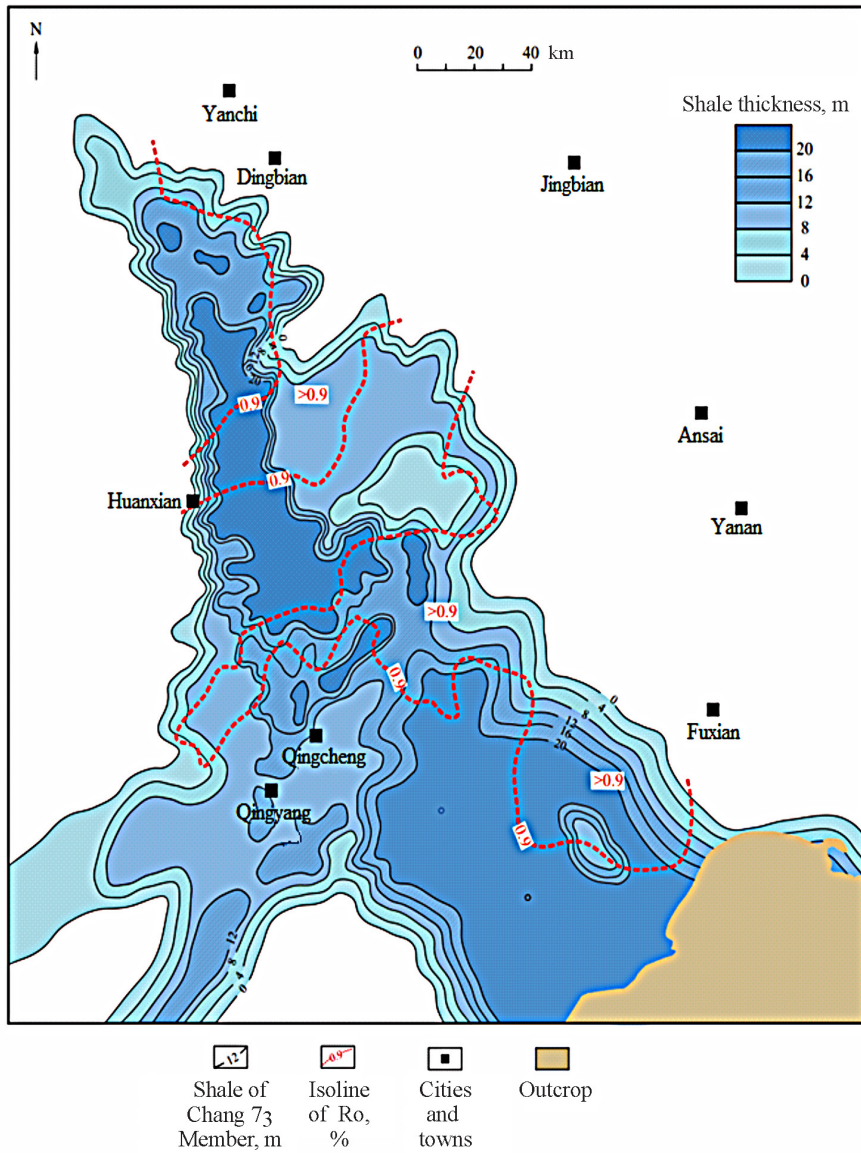 N
0 20 40 km
Yanchi
Shale thickness, m
20
16
12
8
4
0
Dingbian
Jingbian
0
4
8
>0.9
0.9
Ansai
0.9
Huanxian
Yanan
>0.9
0.9
0
4
8
12
16
20
Fuxian
Qingcheng
>0.9
Qingyang
0.9
12
8
4
0
12
0.9
Shale of
Chang 73
Member, m
Isoline
of Ro,
%
Cities
and
towns
Outcrop